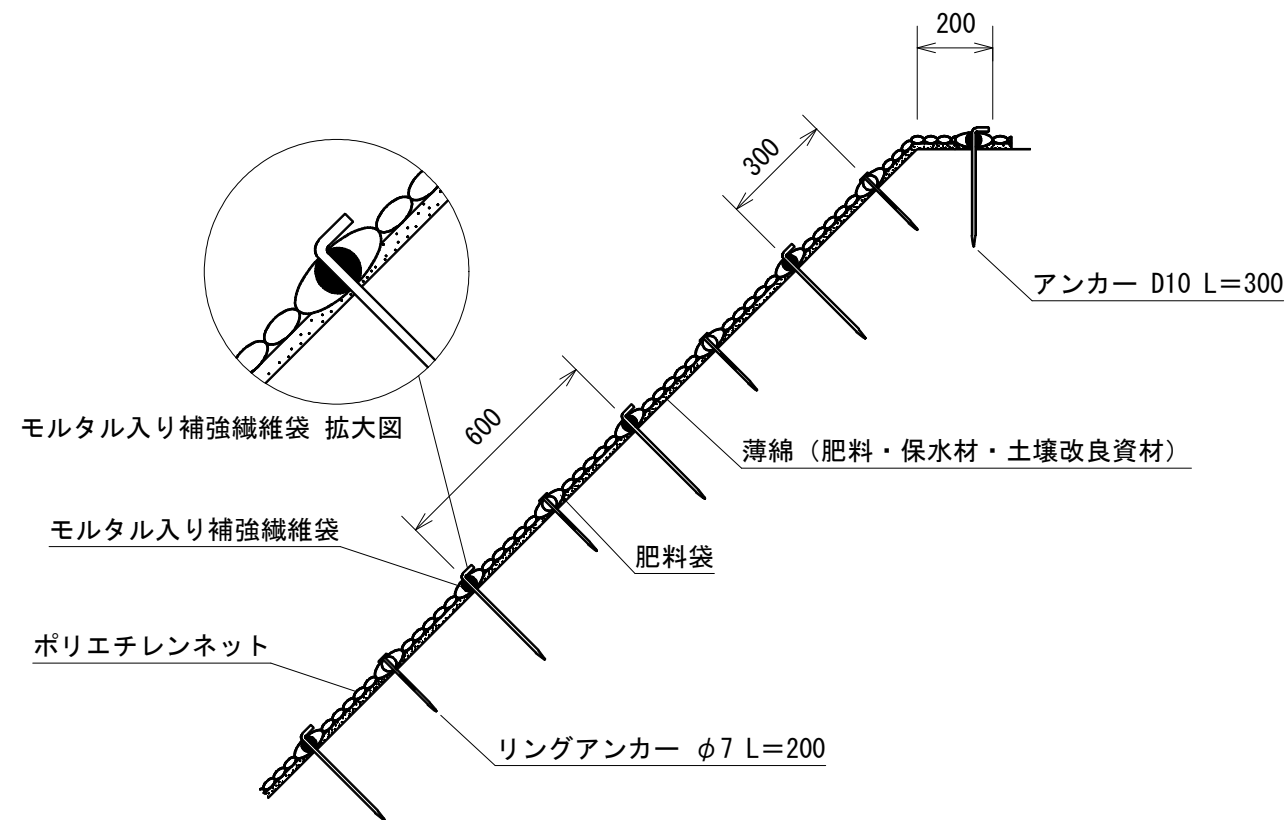 200
300
アンカー D10 L=300
モルタル入り補強繊維袋 拡大図
600
薄綿（肥料・保水材・土壌改良資材）
モルタル入り補強繊維袋
肥料袋
ポリエチレンネット
リングアンカー φ7 L=200